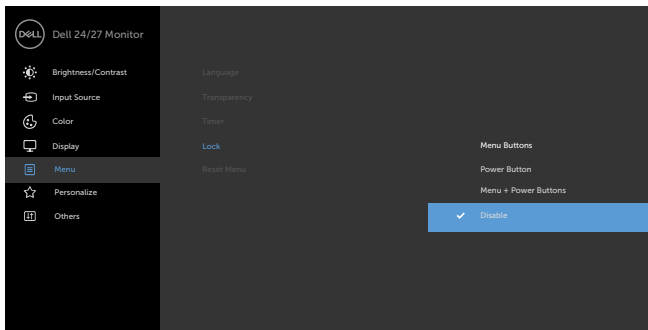 DELL Dell 24/27 Monitor
Brightness/Contrast Language
Input Source Transparency
Color Timer
Display Lock Menu Buttons
Menu Reset Menu Power Button
Personalize Menu + Power Buttons
Others Disable